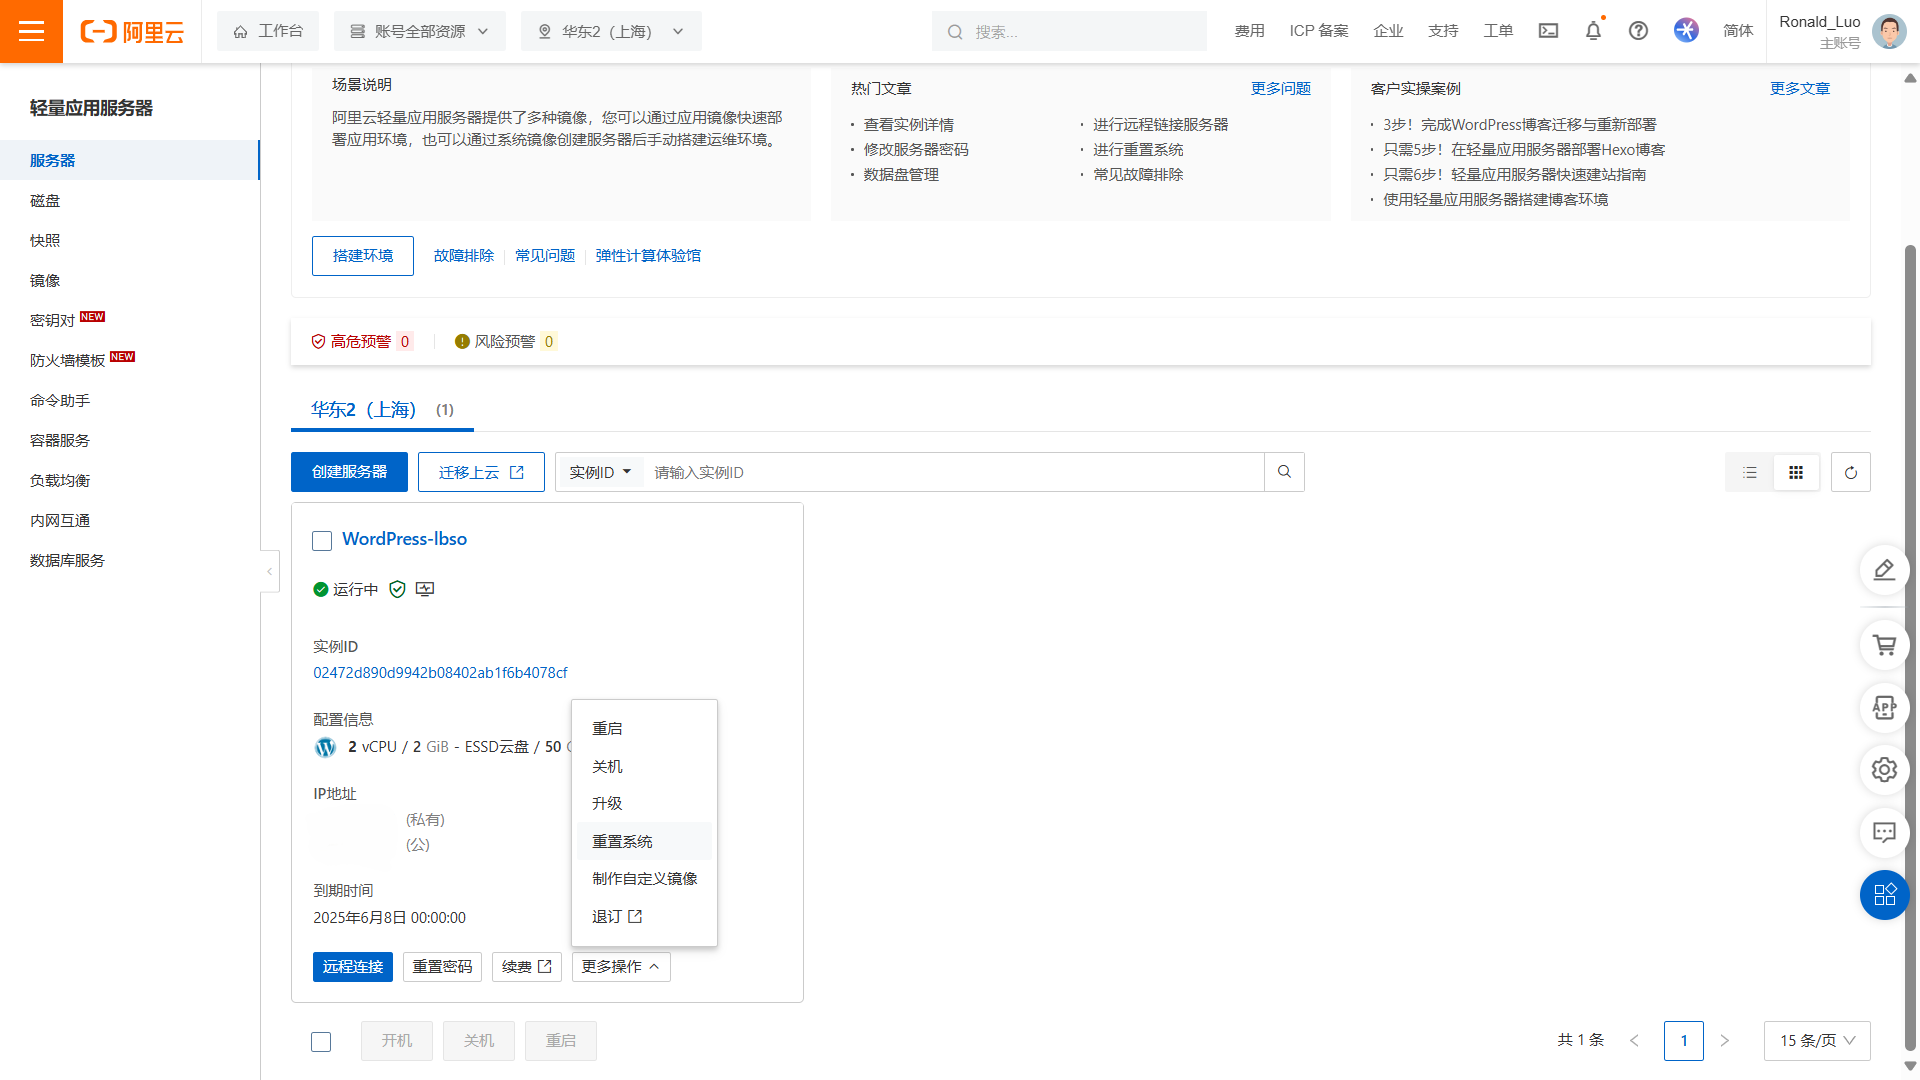 阿里云
工作台
账号全部资源
华东2（上海）
搜索...
费用
ICP 备案
企业
支持
工单
简体
Ronald_Luo
主账号
轻量应用服务器
服务器
磁盘
快照
镜像
密钥对 NEW
防火墙模板 NEW
命令助手
容器服务
负载均衡
内网互通
数据库服务
场景说明
阿里云轻量应用服务器提供了多种镜像，您可以通过应用镜像快速部
署应用环境，也可以通过系统镜像创建服务器后手动搭建运维环境。
热门文章
更多问题
· 查看实例详情
· 进行远程链接服务器
· 修改服务器密码
· 进行重置系统
· 数据盘管理
· 常见故障排除
客户实操案例
更多文章
· 3步！完成WordPress博客迁移与重新部署
· 只需5步！在轻量应用服务器部署Hexo博客
· 只需6步！轻量应用服务器快速建站指南
· 使用轻量应用服务器搭建博客环境
搭建环境
故障排除
常见问题
弹性计算体验馆
高危预警 0
风险预警 0
华东2（上海） (1)
创建服务器
迁移上云
实例ID
请输入实例ID
WordPress-lbso
运行中
实例ID
02472d890d9942b08402ab1f6b4078cf
配置信息
2 vCPU / 2 GiB - ESSD云盘 / 50
IP地址
(私有)
(公)
到期时间
2025年6月8日 00:00:00
重启
关机
升级
重置系统
制作自定义镜像
退订
远程连接
重置密码
续费
更多操作
开机
关机
重启
共 1 条
1
15 条/页
APP